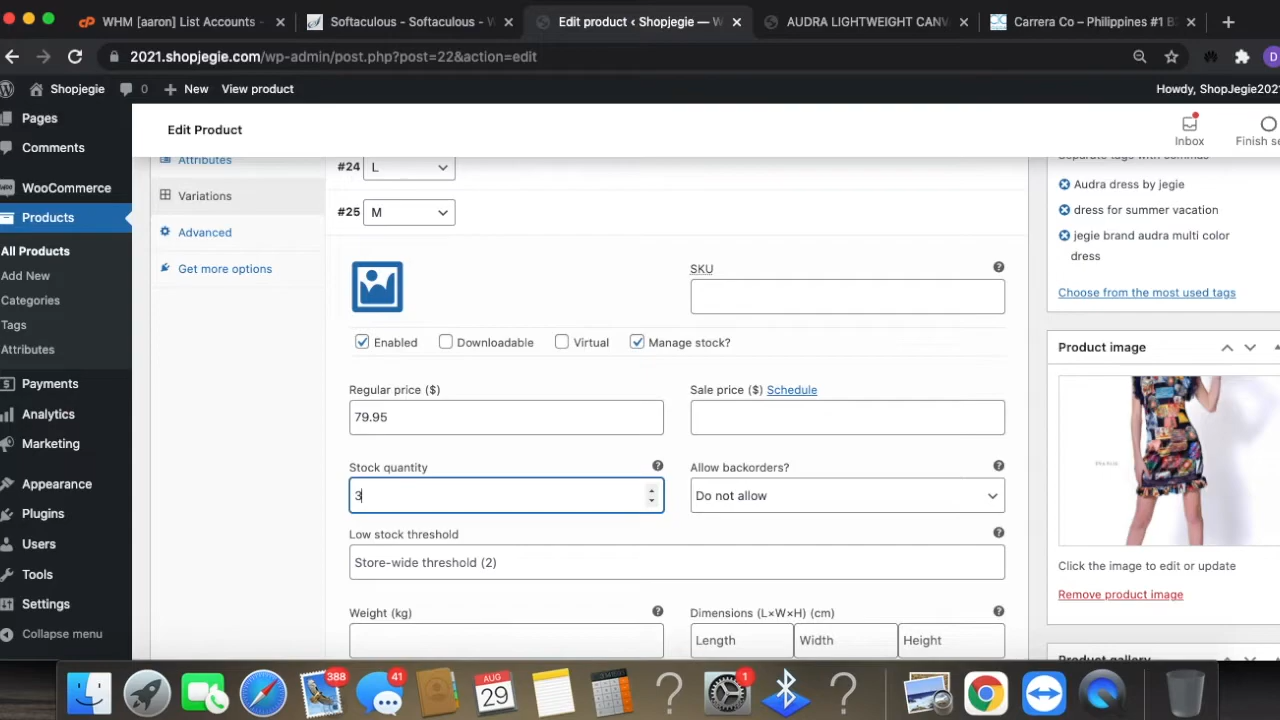 WHM [aaron] List Accounts -
Softaculous - Softaculous - W
Edit product ‹ Shopjegie — W
AUDRA LIGHTWEIGHT CANV
Carrera Co – Philippines #1 B
2021.shopjegie.com/wp-admin/post.php?post=22&action=edit
Shopjegie
0
New
View product
Howdy, ShopJegie2021
Pages
Comments
WooCommerce
Products
All Products
Add New
Categories
Tags
Attributes
Payments
Analytics
Marketing
Appearance
Plugins
Users
Tools
Settings
Collapse menu
Edit Product
Inbox
Finish se
Attributes
Variations
Advanced
Get more options
#24 L
#25 M
SKU
Enabled
Downloadable
Virtual
Manage stock?
Regular price ($)
79.95
Sale price ($) Schedule
Stock quantity
3
Allow backorders?
Do not allow
Low stock threshold
Store-wide threshold (2)
Weight (kg)
Dimensions (L×W×H) (cm)
Length
Width
Height
Separate tags with commas
Audra dress by jegie
dress for summer vacation
jegie brand audra multi color
dress
Choose from the most used tags
Product image
Click the image to edit or update
Remove product image
Product gallery
388
41
AUG
29
1